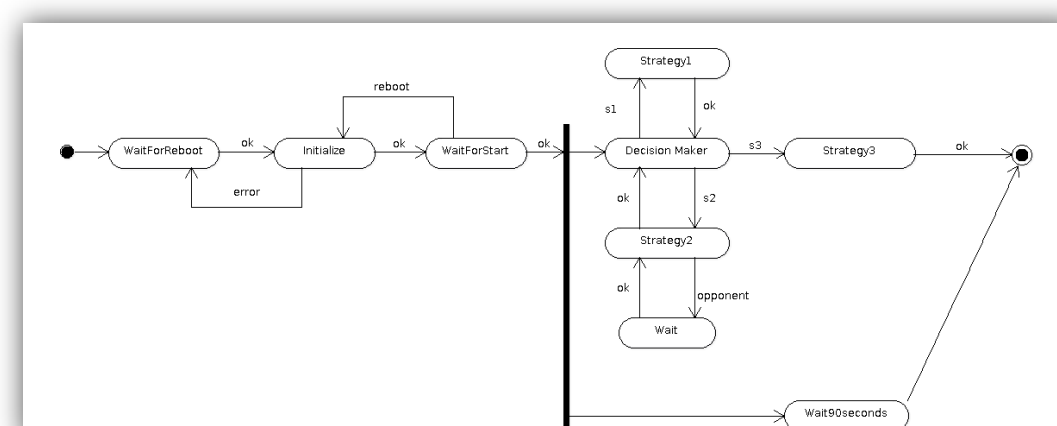 Strategy1
reboot
s1
ok
WaitForReboot
ok
Initialize
ok
WaitForStart
ok
Decision Maker
s3
Strategy3
ok
error
ok
s2
Strategy2
ok
opponent
Wait
Wait90seconds